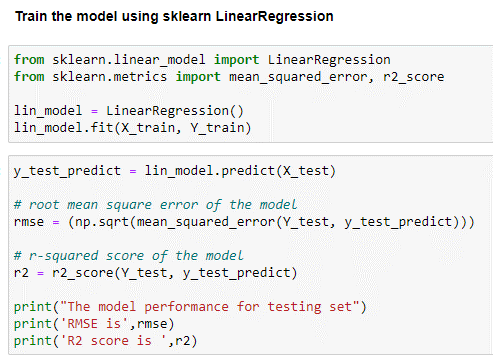 Train the model using sklearn LinearRegression
from sklearn.linear_model import LinearRegression
from sklearn.metrics import mean_squared_error, r2_score
lin_model = LinearRegression()
lin_model.fit(X_train, Y_train)
y_test_predict = lin_model.predict(X_test)
# root mean square error of the model
rmse = (np.sqrt(mean_squared_error(Y_test, y_test_predict)))
# r-squared score of the model
r2 = r2_score(Y_test, y_test_predict)
print("The model performance for testing set")
print('RMSE is',rmse)
print('R2 score is ',r2)